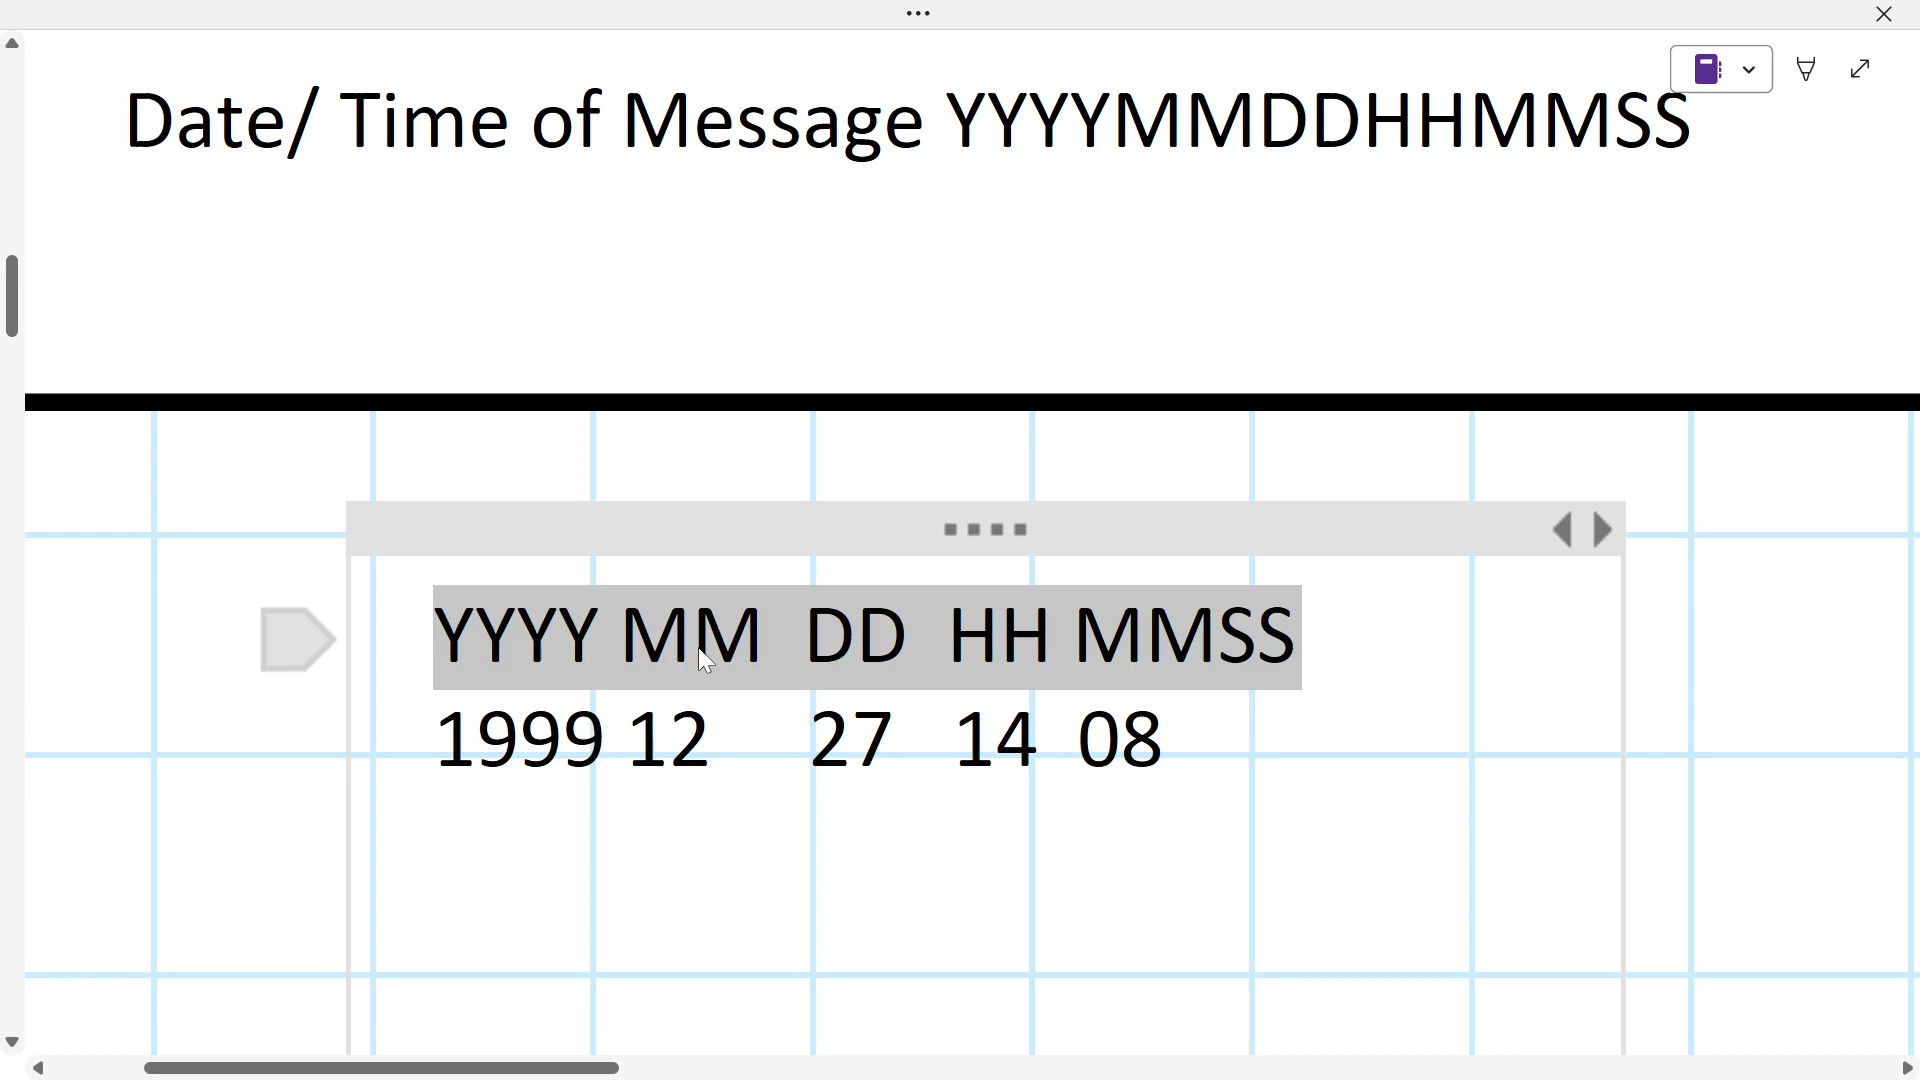 Date/ Time of Message YYYYMMDDHHMMSS
YYYY MM DD HH MMSS
1999 12 27 14 08